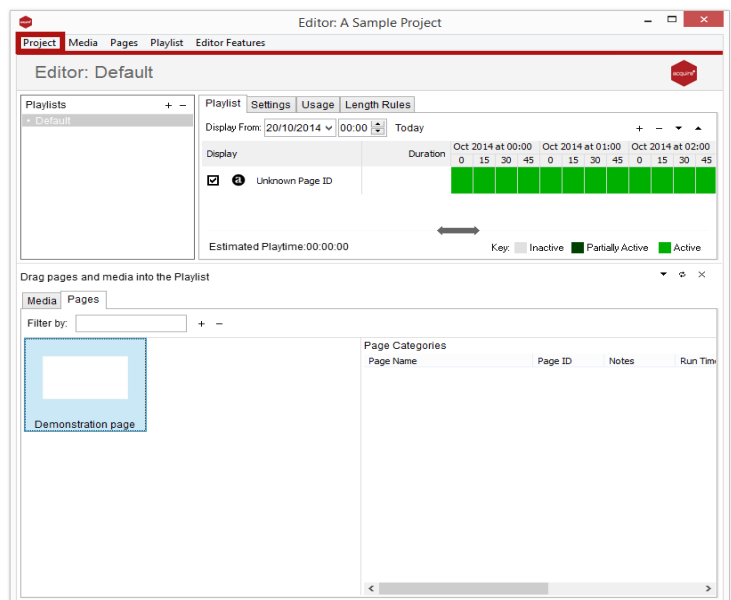 acquire
Editor: A Sample Project
Project Media Pages Playlist Editor Features
Editor: Default
acquire
Playlists + −
Default
Playlist Settings Usage Length Rules
Display From: 20/10/2014 00:00 Today + −
Display Duration Oct 2014 at 00:00 Oct 2014 at 01:00 Oct 2014 at 02:00
0 15 30 45 0 15 30 45 0 15 30 45
a Unknown Page ID
Estimated Playtime:00:00:00 Key: Inactive Partially Active Active
Drag pages and media into the Playlist
Media Pages
Filter by: + −
Page Categories
Page Name Page ID Notes Run Time
Demonstration page